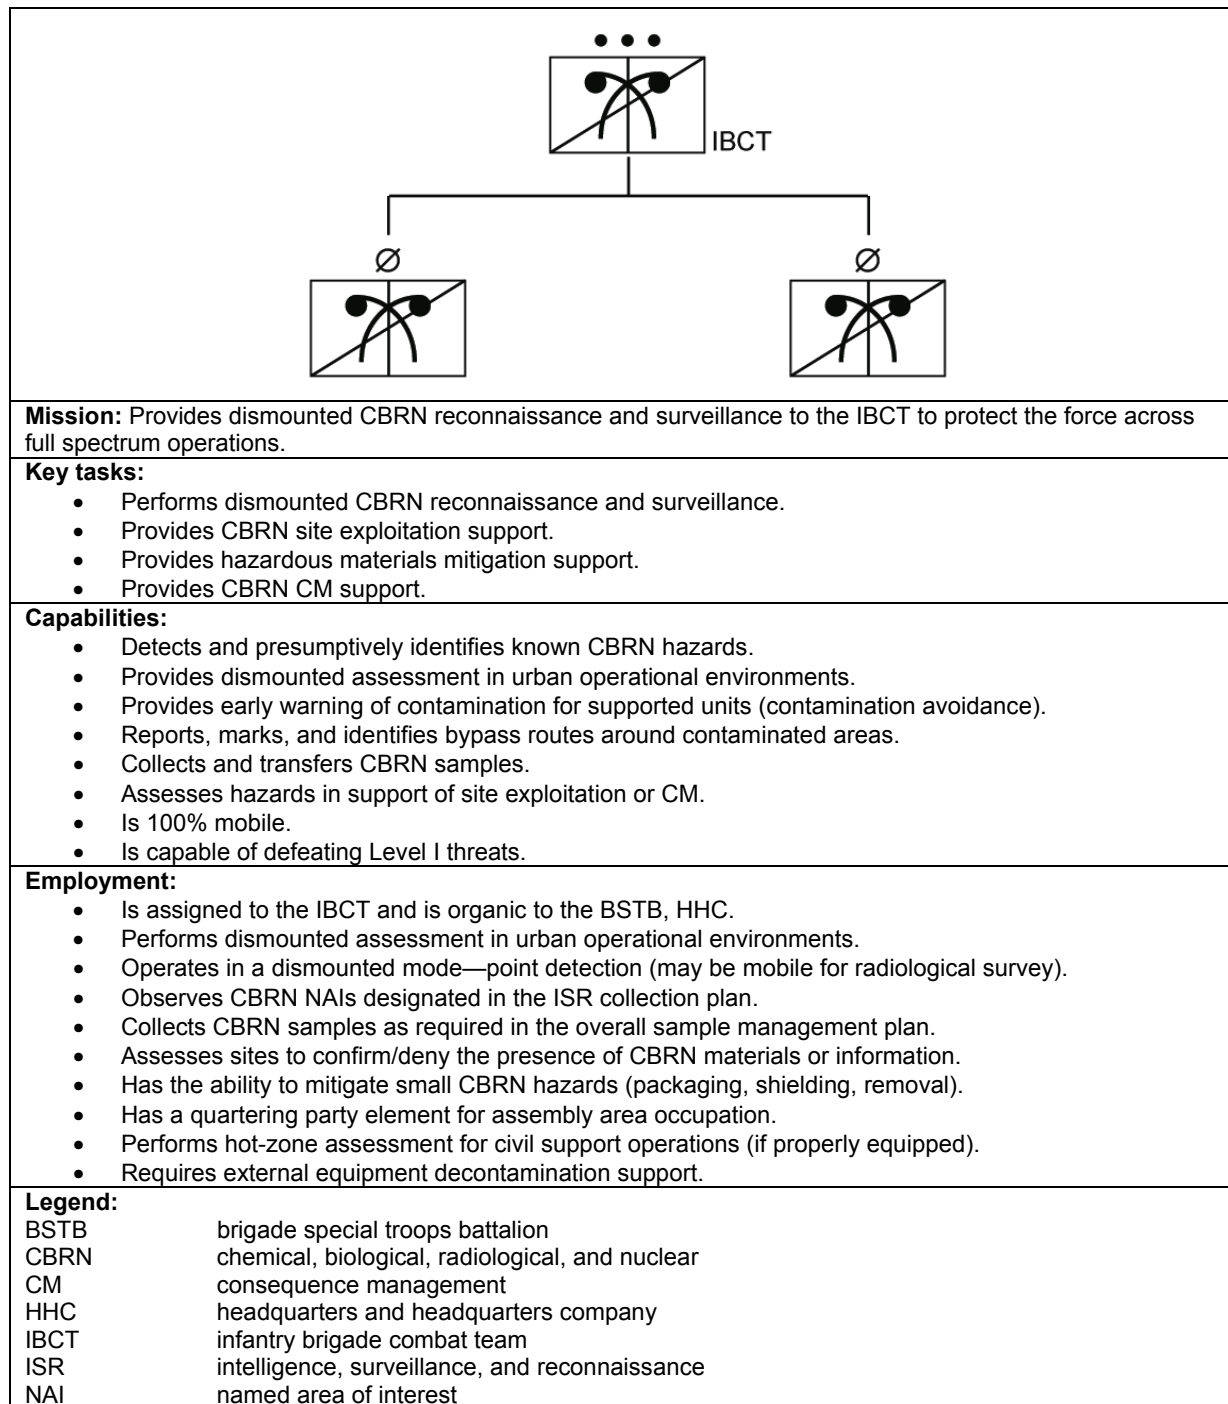 IBCT
Mission: Provides dismounted CBRN reconnaissance and surveillance to the IBCT to protect the force across
full spectrum operations.
Key tasks:
• Performs dismounted CBRN reconnaissance and surveillance.
• Provides CBRN site exploitation support.
• Provides hazardous materials mitigation support.
• Provides CBRN CM support.
Capabilities:
• Detects and presumptively identifies known CBRN hazards.
• Provides dismounted assessment in urban operational environments.
• Provides early warning of contamination for supported units (contamination avoidance).
• Reports, marks, and identifies bypass routes around contaminated areas.
• Collects and transfers CBRN samples.
• Assesses hazards in support of site exploitation or CM.
• Is 100% mobile.
• Is capable of defeating Level I threats.
Employment:
• Is assigned to the IBCT and is organic to the BSTB, HHC.
• Performs dismounted assessment in urban operational environments.
• Operates in a dismounted mode—point detection (may be mobile for radiological survey).
• Observes CBRN NAIs designated in the ISR collection plan.
• Collects CBRN samples as required in the overall sample management plan.
• Assesses sites to confirm/deny the presence of CBRN materials or information.
• Has the ability to mitigate small CBRN hazards (packaging, shielding, removal).
• Has a quartering party element for assembly area occupation.
• Performs hot-zone assessment for civil support operations (if properly equipped).
• Requires external equipment decontamination support.
Legend:
BSTB brigade special troops battalion
CBRN chemical, biological, radiological, and nuclear
CM consequence management
HHC headquarters and headquarters company
IBCT infantry brigade combat team
ISR intelligence, surveillance, and reconnaissance
NAI named area of interest